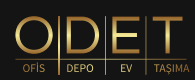 ODET
OFİS DEPO EV TAŞIMA